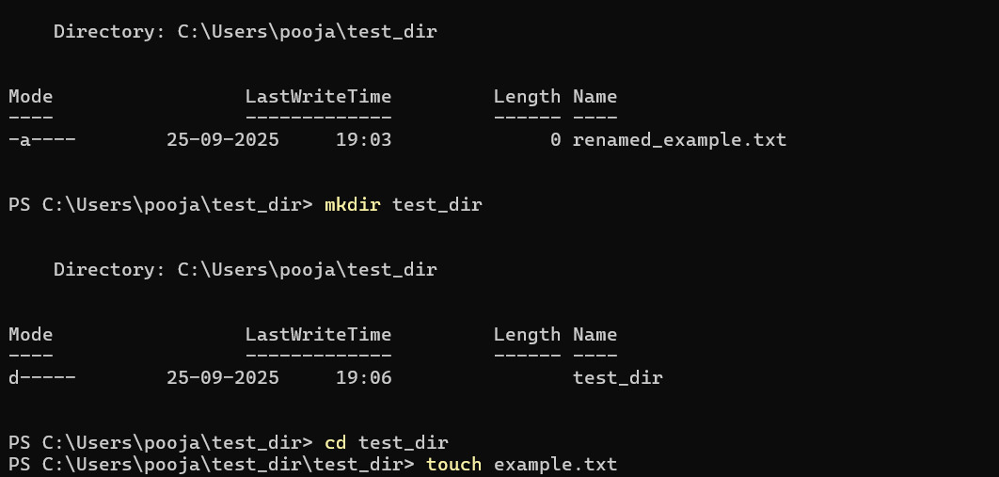 Directory: C:\Users\pooja\test_dir
Mode                 LastWriteTime         Length Name
----                 -------------         ------ ----
-a----        25-09-2025     19:03              0 renamed_example.txt
PS C:\Users\pooja\test_dir> mkdir test_dir
Directory: C:\Users\pooja\test_dir
Mode                 LastWriteTime         Length Name
----                 -------------         ------ ----
d-----        25-09-2025     19:06                test_dir
PS C:\Users\pooja\test_dir> cd test_dir
PS C:\Users\pooja\test_dir\test_dir> touch example.txt